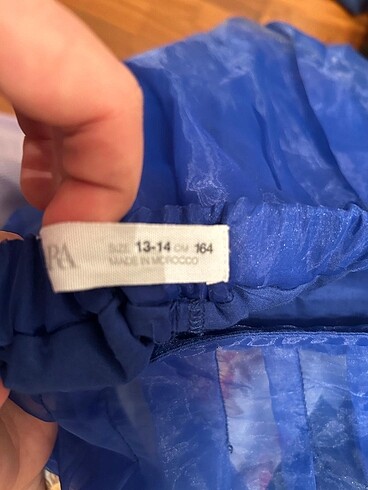 RA
SIZE 13-14 CM 164
MADE IN MOROCCO